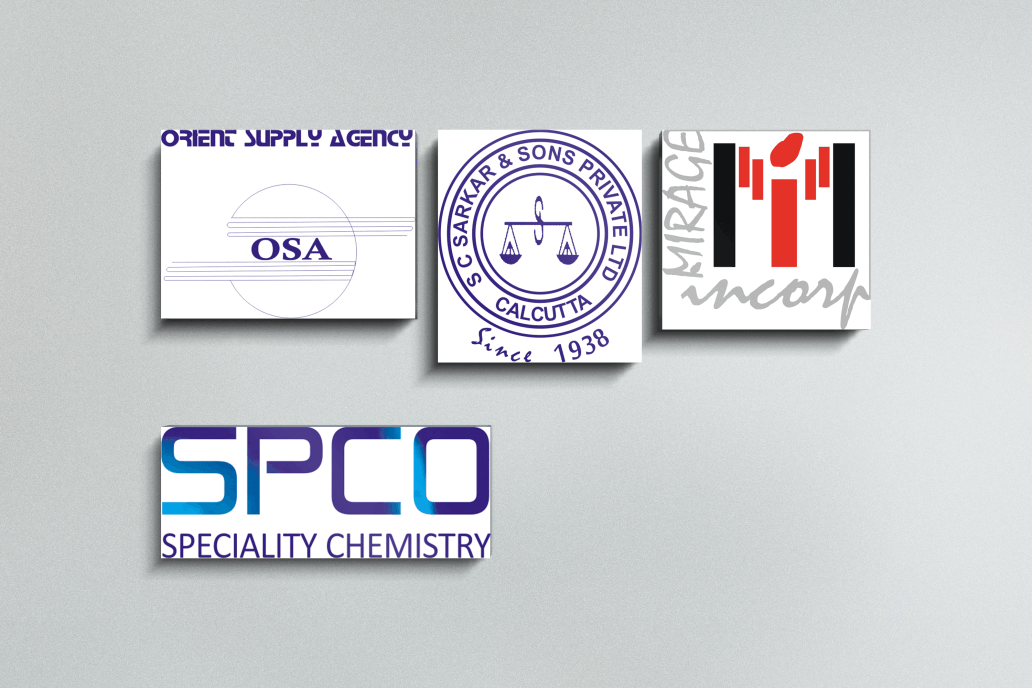 ORIENT SUPPLY AGENCY
OSA
S C SARKAR & SONS PRIVATE LTD
CALCUTTA
Since 1938
MIRAGE
incorp
SPCO
SPECIALITY CHEMISTRY